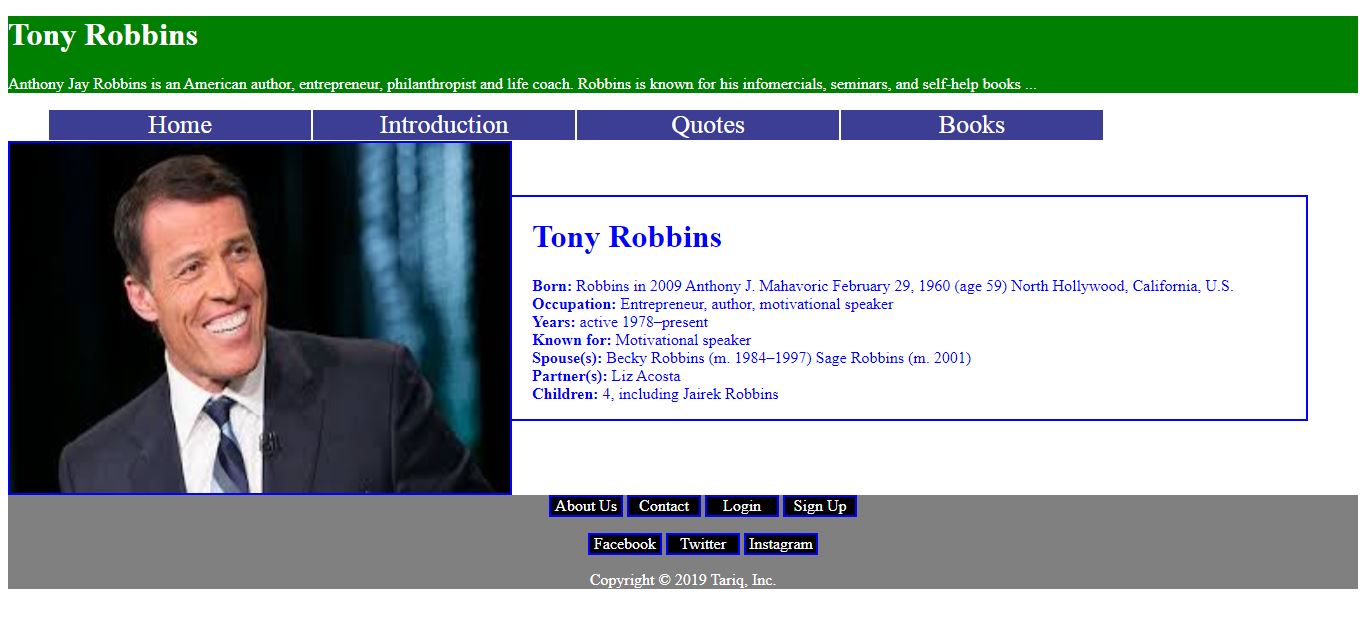 Tony Robbins
Anthony Jay Robbins is an American author, entrepreneur, philanthropist and life coach. Robbins is known for his infomercials, seminars, and self-help books ...
Home Introduction Quotes Books
Tony Robbins
Born: Robbins in 2009 Anthony J. Mahavoric February 29, 1960 (age 59) North Hollywood, California, U.S.
Occupation: Entrepreneur, author, motivational speaker
Years: active 1978–present
Known for: Motivational speaker
Spouse(s): Becky Robbins (m. 1984–1997) Sage Robbins (m. 2001)
Partner(s): Liz Acosta
Children: 4, including Jairek Robbins
About Us Contact Login Sign Up
Facebook Twitter Instagram
Copyright © 2019 Tariq, Inc.